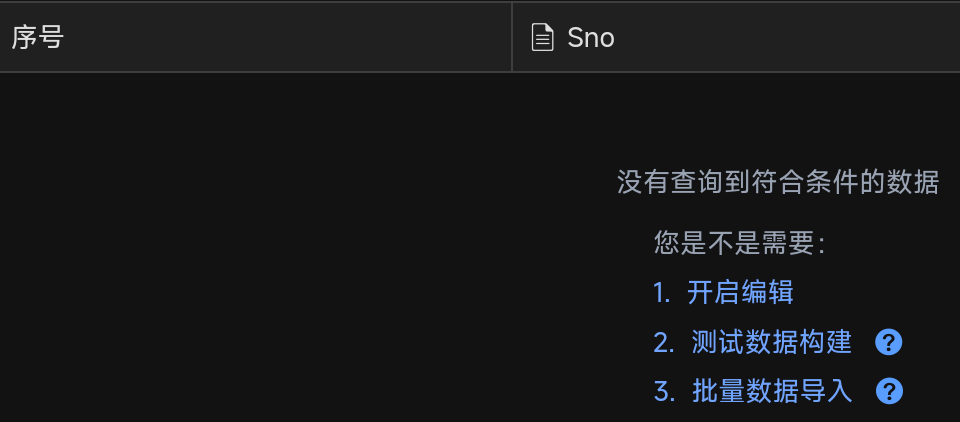 序号 Sno
没有查询到符合条件的数据
您是不是需要：
1. 开启编辑
2. 测试数据构建 ?
3. 批量数据导入 ?